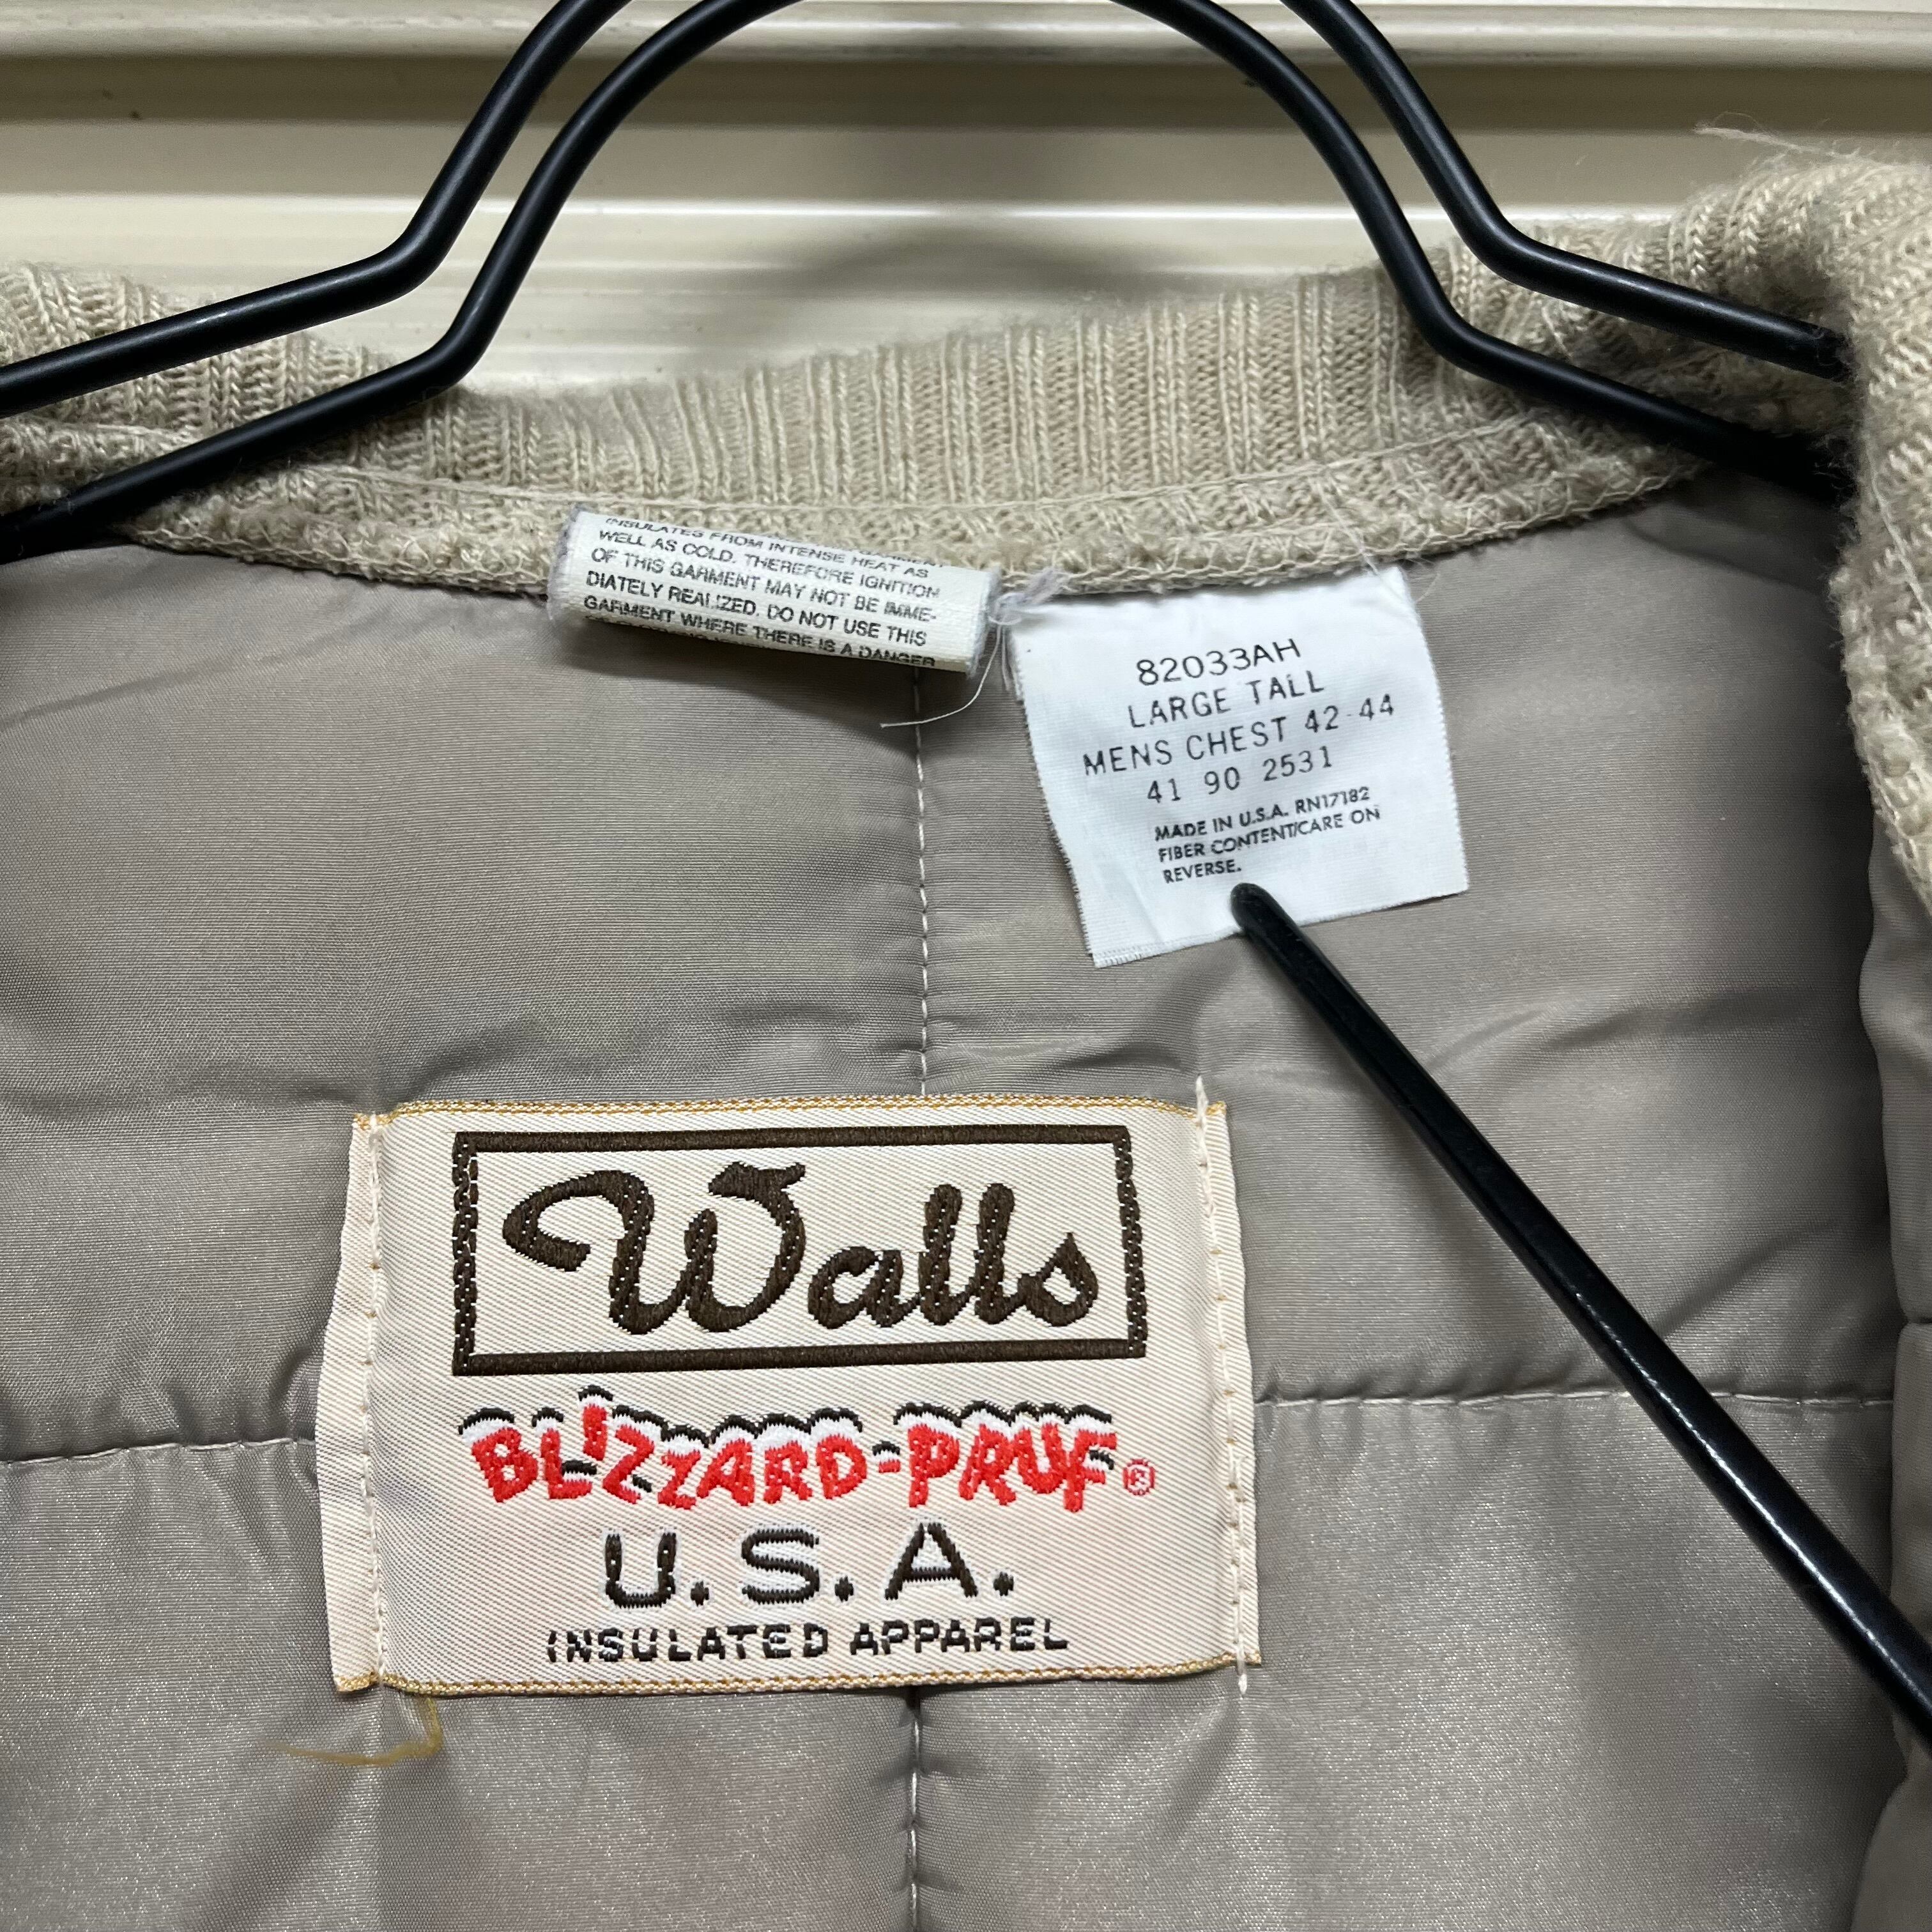 INSULATES FROM INTENSE HEAT AS
WELL AS COLD. THEREFORE IGNITION
OF THIS GARMENT MAY NOT BE IMME-
DIATELY REALIZED. DO NOT USE THIS
GARMENT WHERE THERE IS A DANGER
82033AH
LARGE TALL
MENS CHEST 42-44
41 90 2531
MADE IN U.S.A. RN17182
FIBER CONTENT/CARE ON
REVERSE.
Walls
BLIZZARD-PRUF®
U.S.A.
INSULATED APPAREL